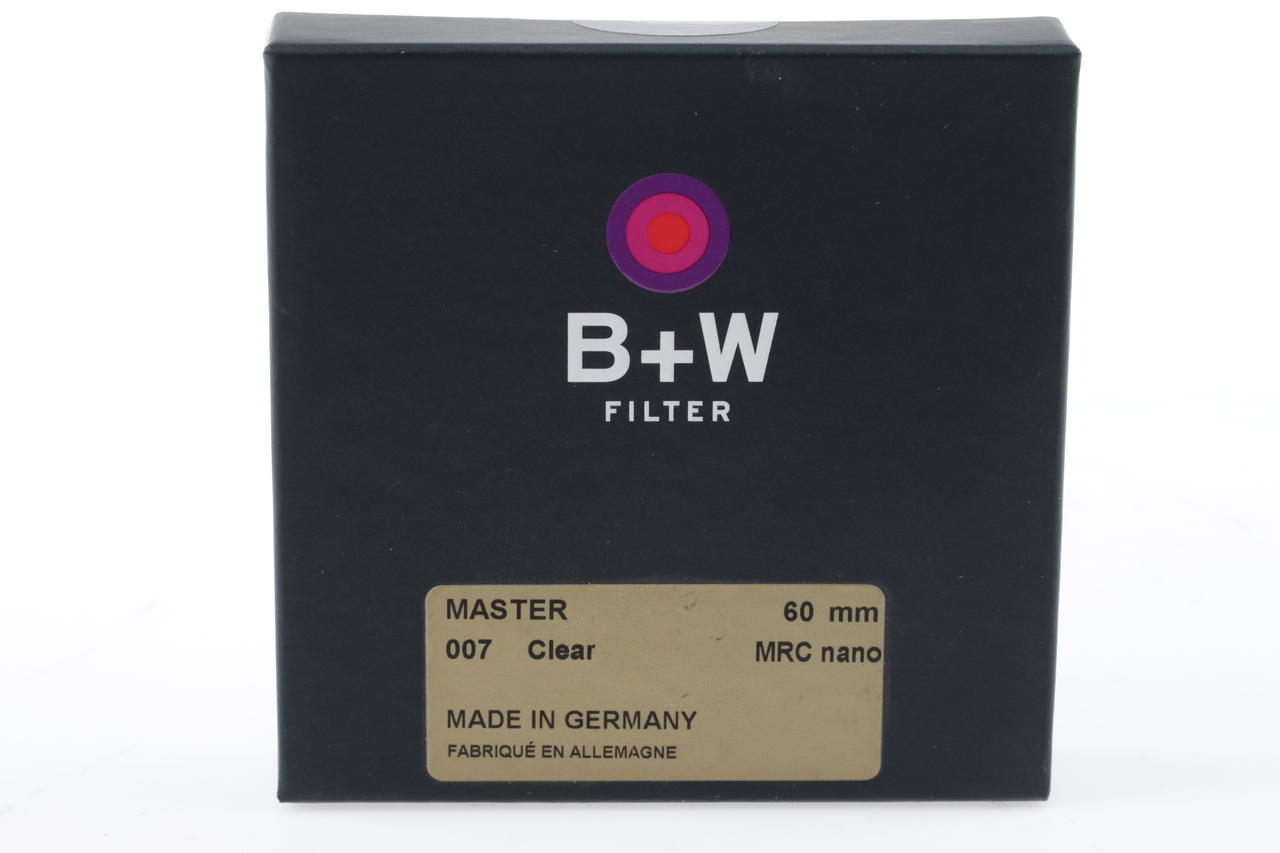 B+W
FILTER
MASTER 60 mm
007 Clear MRC nano
MADE IN GERMANY
FABRIQUÉ EN ALLEMAGNE